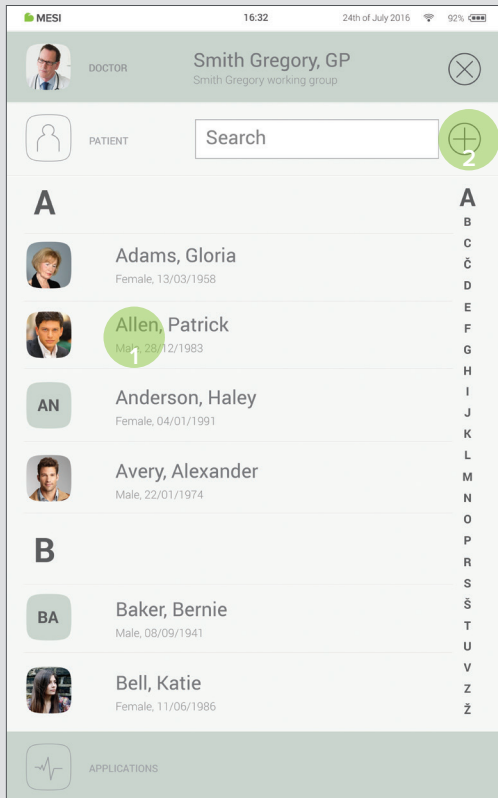 MESI 16:32 24th of July 2016 92%
DOCTOR
Smith Gregory, GP
Smith Gregory working group
PATIENT
Search
2
A
Adams, Gloria
Female, 13/03/1958
Allen, Patrick
Male, 28/12/1983
1
AN
Anderson, Haley
Female, 04/01/1991
Avery, Alexander
Male, 22/01/1974
B
BA
Baker, Bernie
Male, 08/09/1941
Bell, Katie
Female, 11/06/1986
A
B
C
Č
D
E
F
G
H
I
J
K
L
M
N
O
P
R
S
Š
T
U
V
Z
Ž
APPLICATIONS